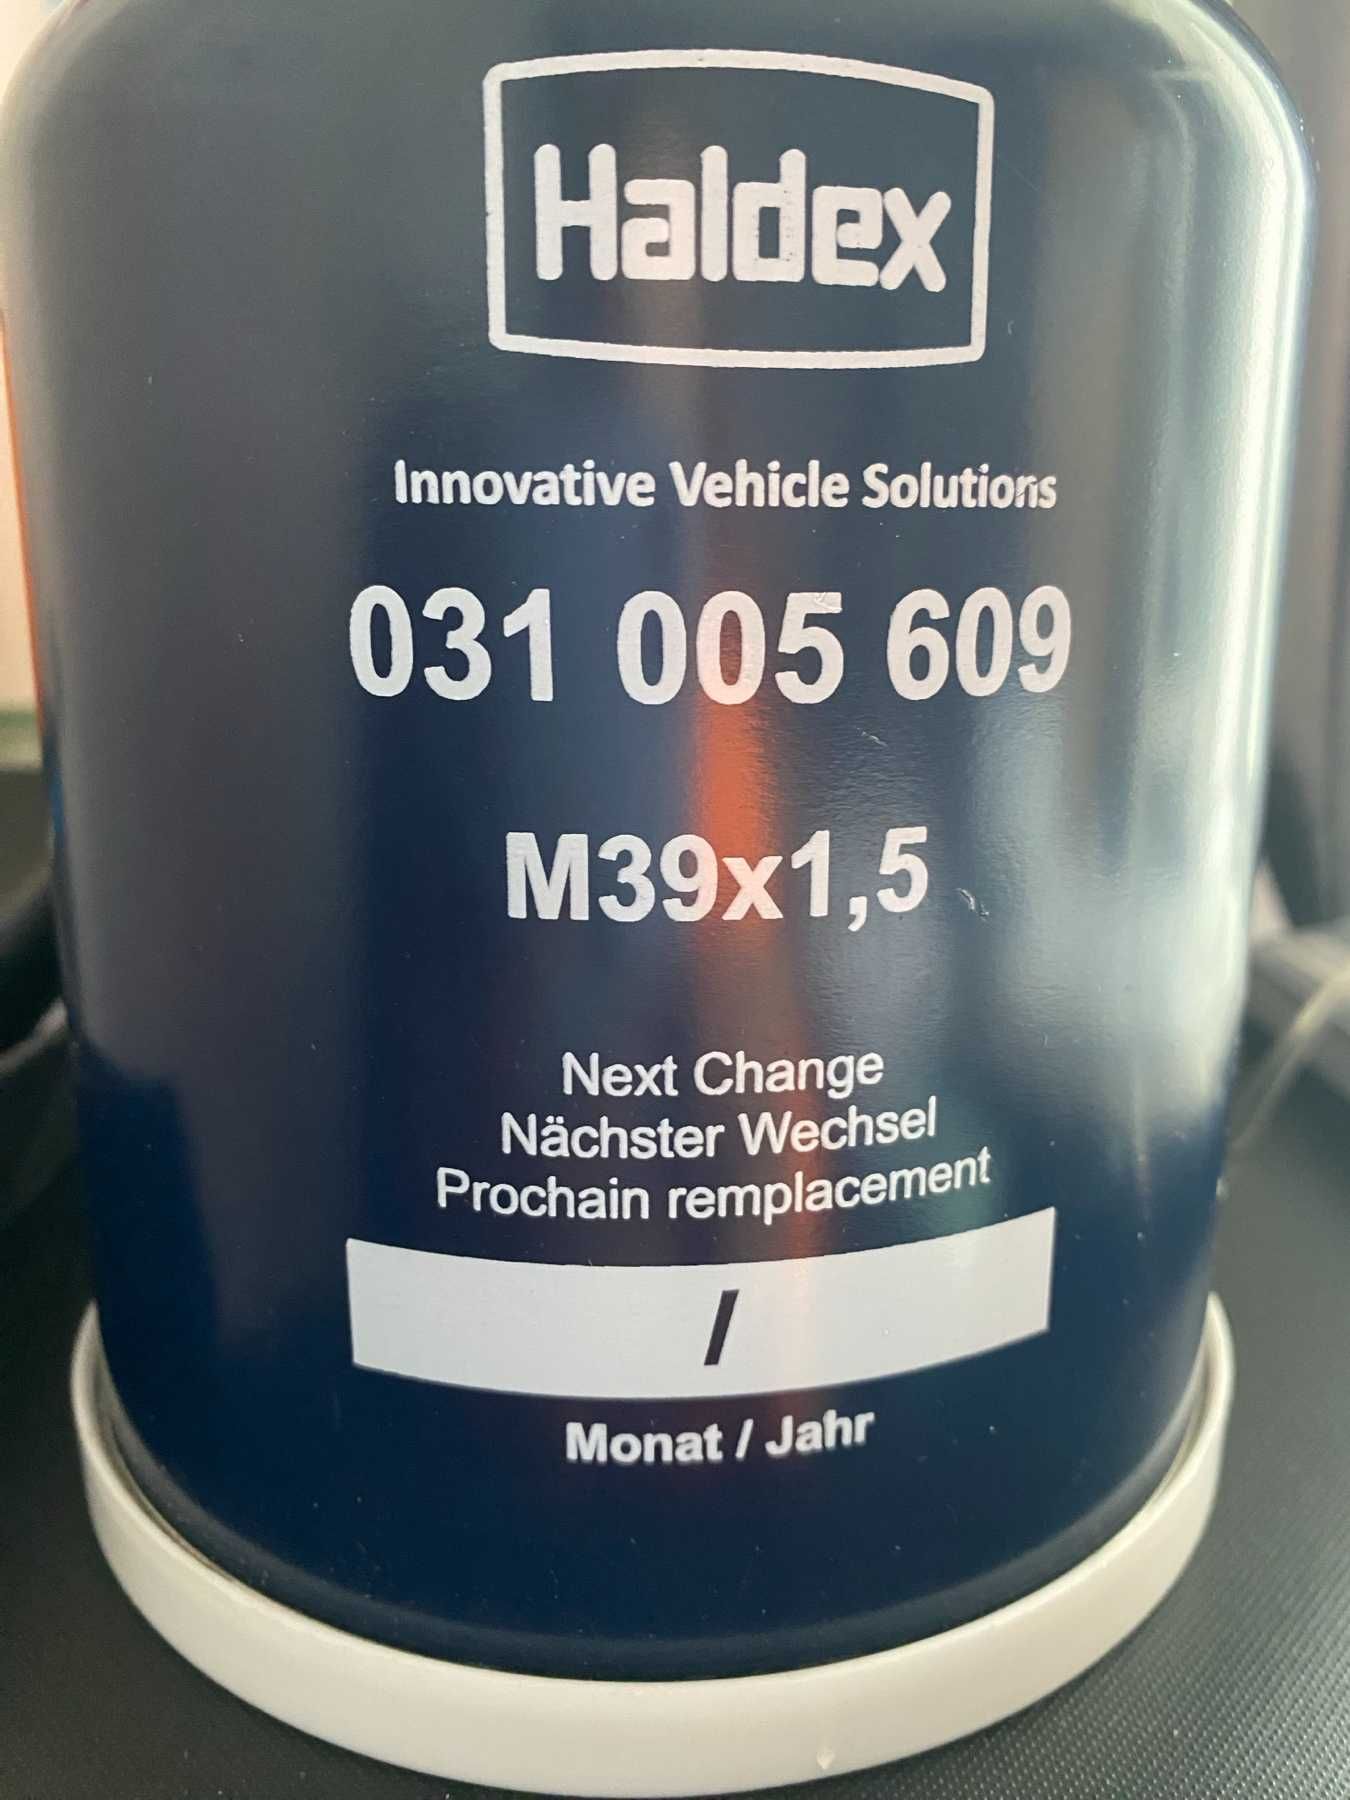 Haldex
Innovative Vehicle Solutions
031 005 609
M39x1,5
Next Change
Nächster Wechsel
Prochain remplacement
/
Monat / Jahr